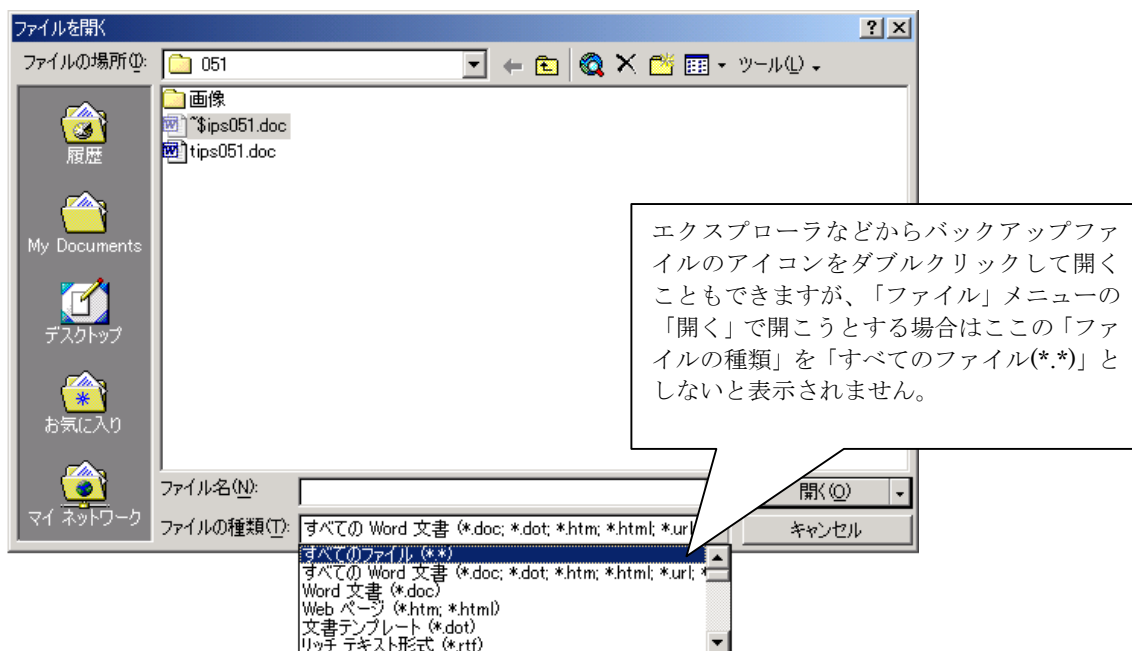 ファイルを開く
ファイルの場所(I):
051
ツール(L)
履歴
My Documents
デスクトップ
お気に入り
マイ ネットワーク
画像
~$ips051.doc
tips051.doc
エクスプローラなどからバックアップファ
イルのアイコンをダブルクリックして開く
こともできますが、「ファイル」メニューの
「開く」で開こうとする場合はここの「ファ
イルの種類」を「すべてのファイル(*.*)」と
しないと表示されません。
ファイル名(N):
開く(O)
ファイルの種類(T):
すべての Word 文書 (*.doc; *.dot; *.htm; *.html; *.url;
キャンセル
すべてのファイル (*.*)
すべての Word 文書 (*.doc; *.dot; *.htm; *.html; *.url; *
Word 文書 (*.doc)
Web ページ (*.htm; *.html)
文書テンプレート (*.dot)
リッチ テキスト形式 (*.rtf)